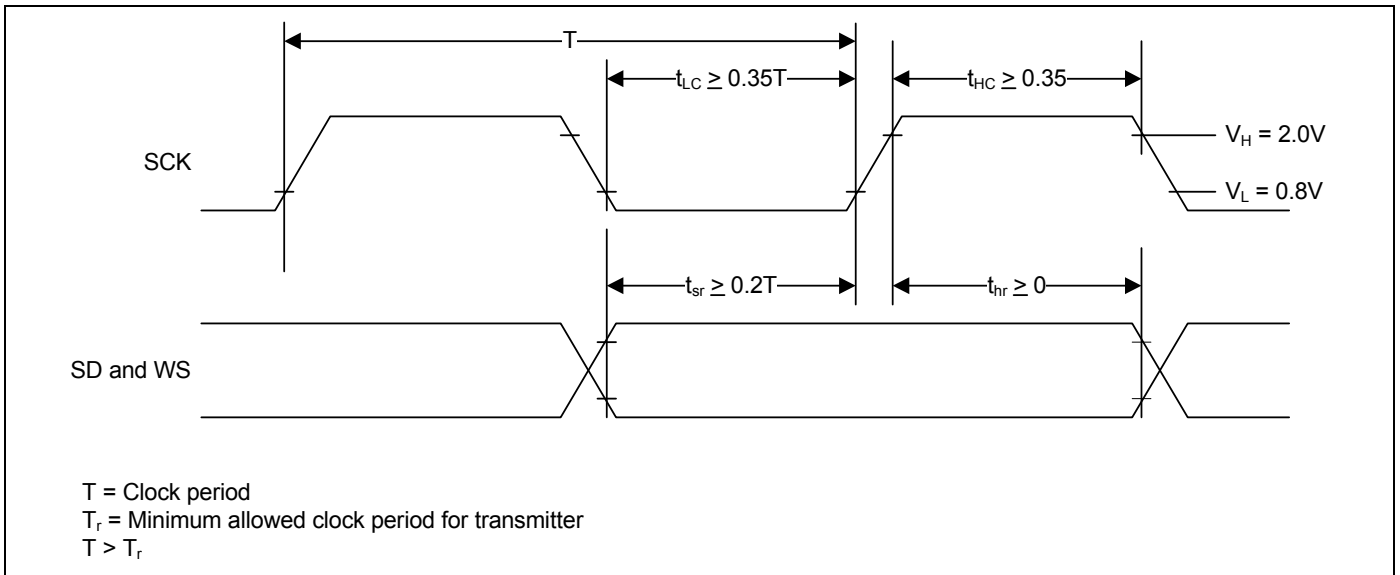 T
t_LC ≥ 0.35T
t_HC ≥ 0.35
V_H = 2.0V
SCK
V_L = 0.8V
t_sr ≥ 0.2T
t_hr ≥ 0
SD and WS
T = Clock period
T_r = Minimum allowed clock period for transmitter
T > T_r